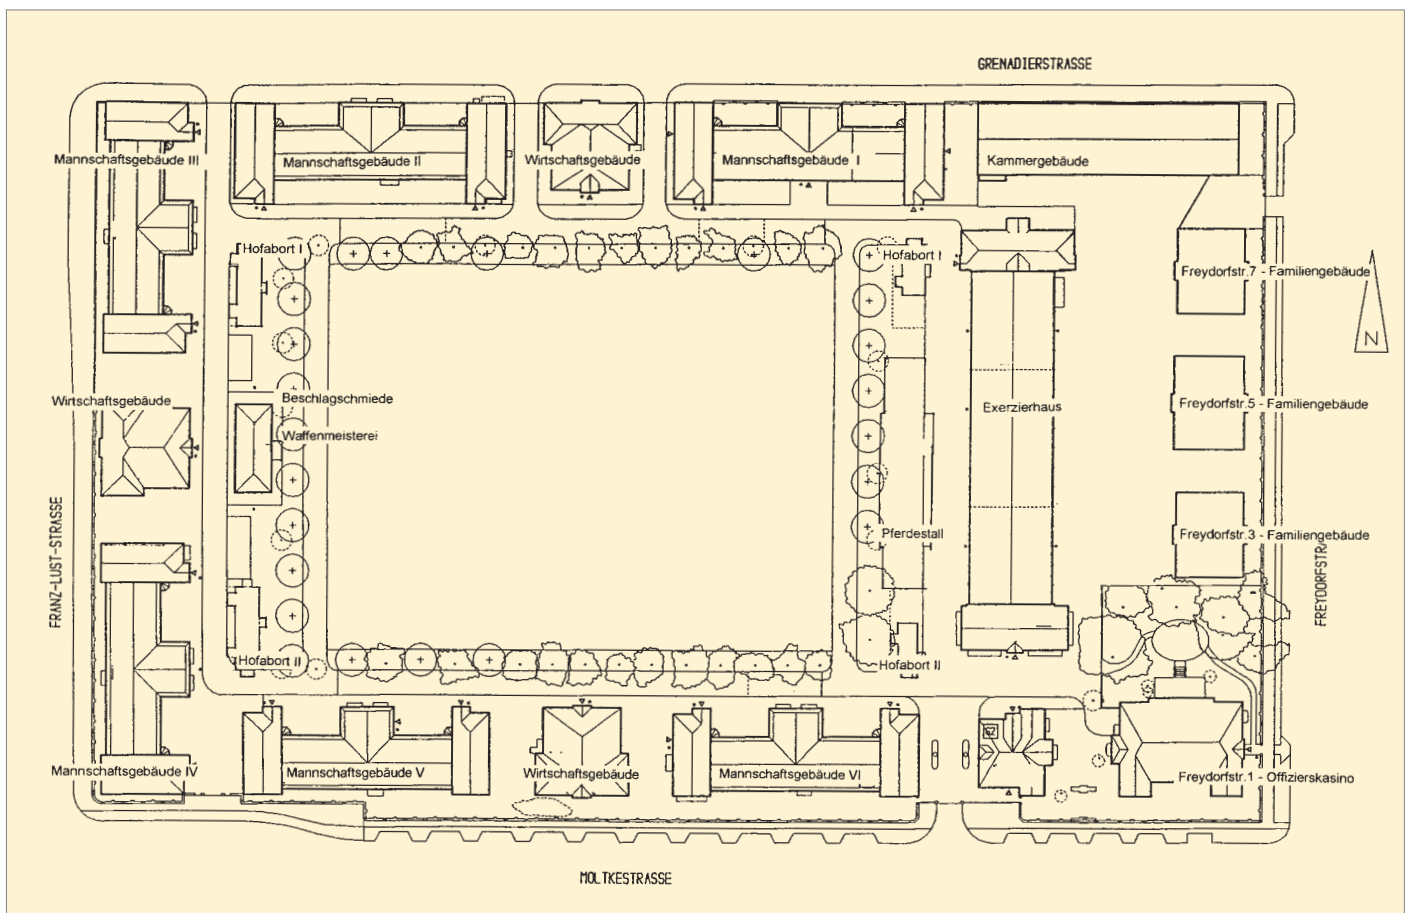 GRENADIERSTRASSE
Mannschaftsgebäude III
Mannschaftsgebäude II
Wirtschaftsgebäude
Mannschaftsgebäude I
Kammergebäude
Hofabort I
Hofabort I
Freydorfstr.7 - Familiengebäude
N
Wirtschaftsgebäude
Beschlagschmiede
Waffenmeisterei
Exerzierhaus
Freydorfstr.5 - Familiengebäude
FRANZ-LUST-STRASSE
Pferdestall
Freydorfstr.3 - Familiengebäude
FREYDORFSTRA
Hofabort II
Hofabort II
Mannschaftsgebäude IV
Mannschaftsgebäude V
Wirtschaftsgebäude
Mannschaftsgebäude VI
Freydorfstr.1 - Offizierskasino
MOLTKESTRASSE